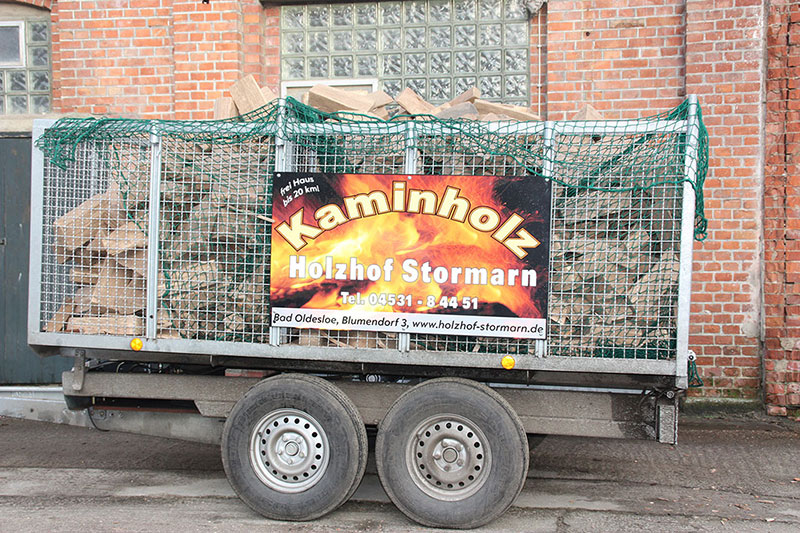 frei Haus
bis 20 km!
Kaminholz
Holzhof Stormarn
Tel. 04531 - 8 44 51
Bad Oldesloe, Blumendorf 3, www.holzhof-stormarn.de